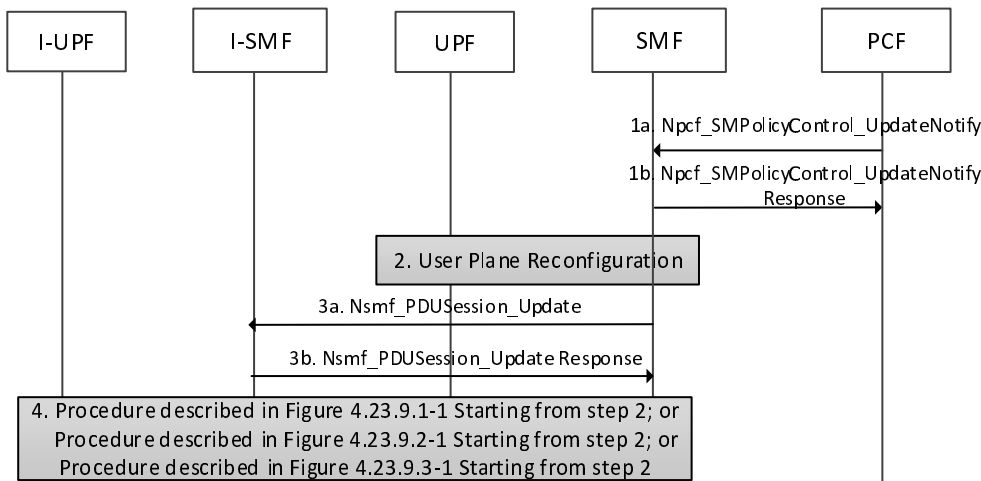 I-UPF
I-SMF
UPF
SMF
PCF
1a. Npcf_SMPolicyControl_UpdateNotify
1b. Npcf_SMPolicyControl_UpdateNotify
Response
2. User Plane Reconfiguration
3a. Nsmf_PDUSession_Update
3b. Nsmf_PDUSession_Update Response
4. Procedure described in Figure 4.23.9.1-1 Starting from step 2; or
Procedure described in Figure 4.23.9.2-1 Starting from step 2; or
Procedure described in Figure 4.23.9.3-1 Starting from step 2